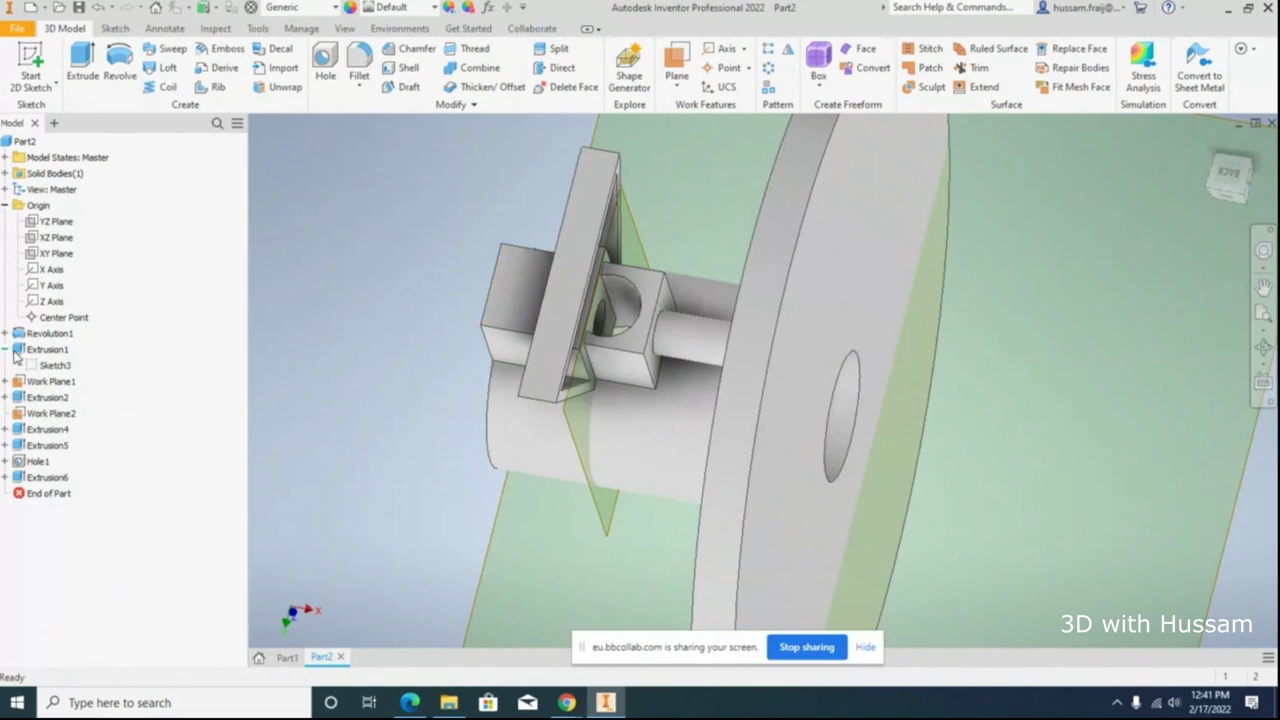 Generic
Default
Autodesk Inventor Professional 2022 Part2
Search Help & Commands...
hussam.fraij@...
File
3D Model
Sketch
Annotate
Inspect
Tools
Manage
View
Environments
Get Started
Collaborate
Start
2D Sketch
Sketch
Extrude
Revolve
Sweep
Emboss
Decal
Loft
Derive
Import
Coil
Rib
Unwrap
Create
Hole
Fillet
Chamfer
Thread
Split
Shell
Combine
Direct
Draft
Thicken/ Offset
Delete Face
Modify
Shape
Generator
Explore
Plane
Axis
Point
UCS
Work Features
Pattern
Box
Face
Convert
Create Freeform
Stitch
Ruled Surface
Replace Face
Patch
Trim
Repair Bodies
Sculpt
Extend
Fit Mesh Face
Surface
Stress
Analysis
Simulation
Convert to
Sheet Metal
Convert
Model
Part2
Model States: Master
Solid Bodies(1)
View: Master
Origin
YZ Plane
XZ Plane
XY Plane
X Axis
Y Axis
Z Axis
Center Point
Revolution1
Extrusion1
Sketch3
Work Plane1
Extrusion2
Work Plane2
Extrusion4
Extrusion5
Hole1
Extrusion6
End of Part
BACK
X
3D with Hussam
eu.bbcollab.com is sharing your screen.
Stop sharing
Hide
Part1
Part2
Ready
1 2
Type here to search
12:41 PM
2/17/2022